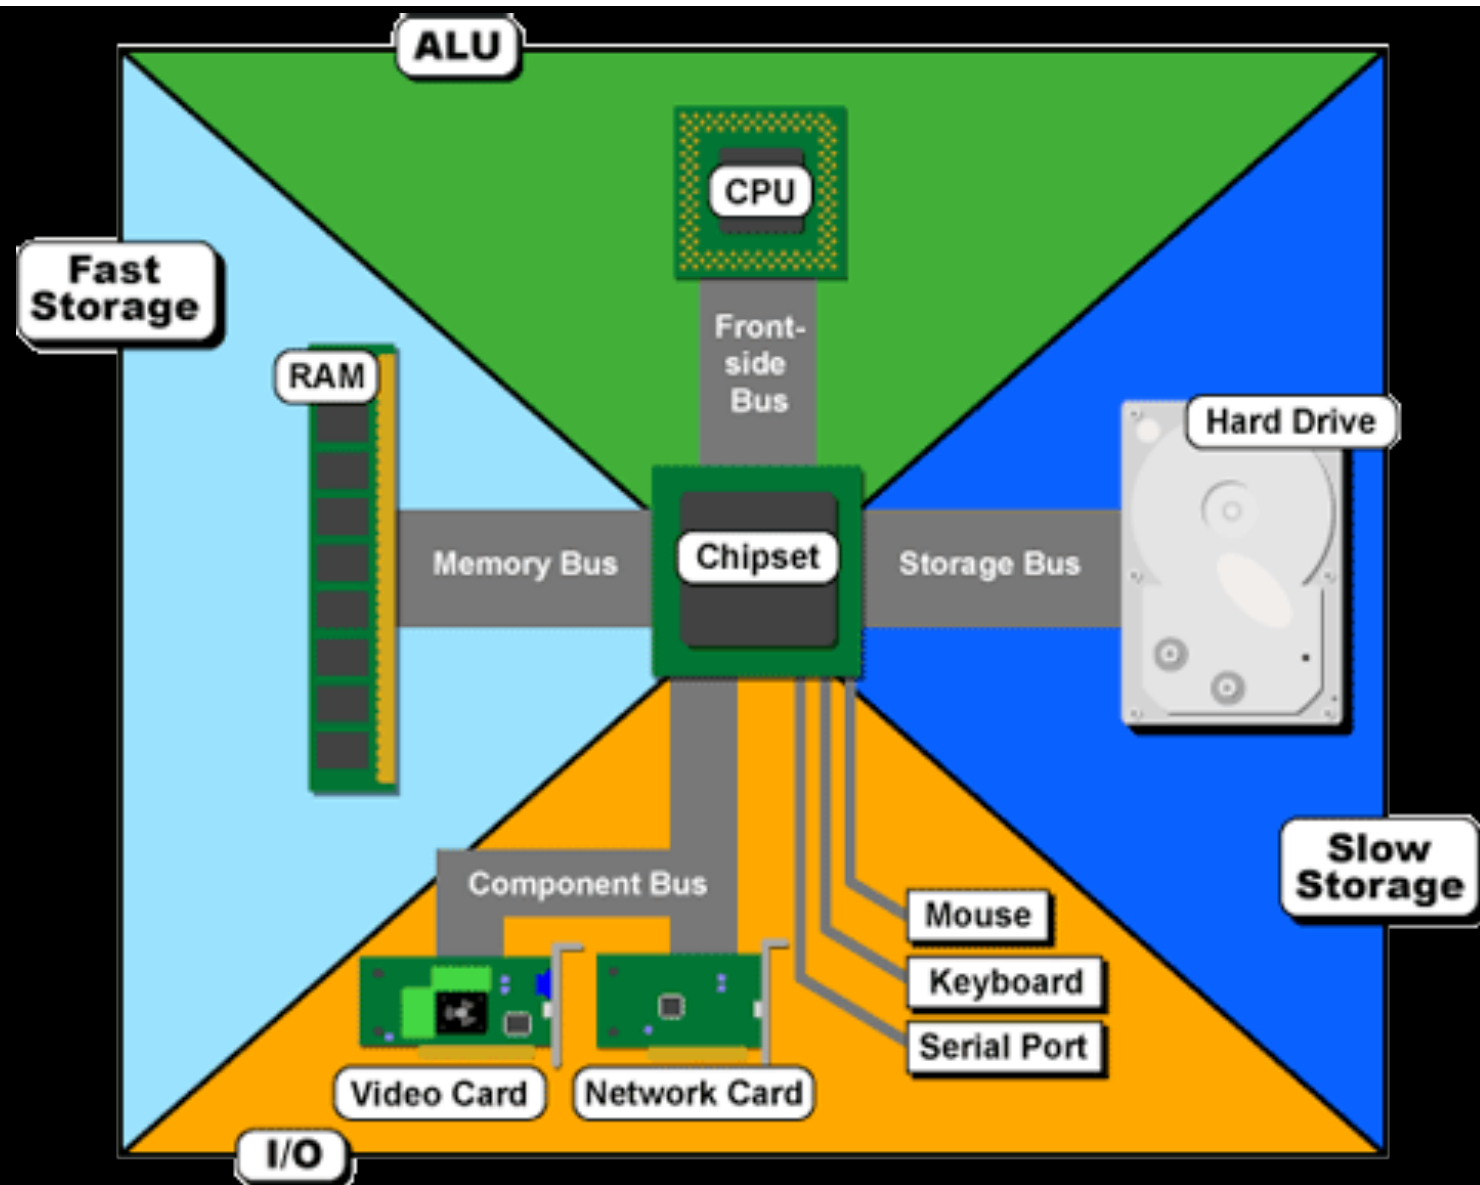 ALU
CPU
Fast
Storage
Front-
side
Bus
RAM
Hard Drive
Memory Bus
Chipset
Storage Bus
Slow
Storage
Component Bus
Mouse
Keyboard
Serial Port
Video Card
Network Card
I/O